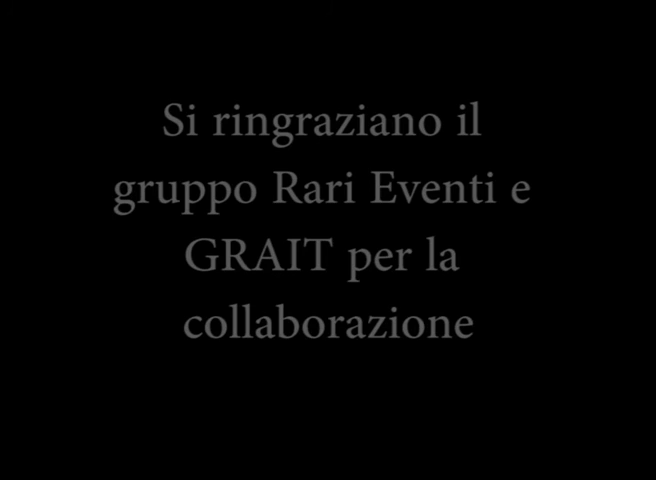 Si ringraziano il
gruppo Rari Eventi e
GRAIT per la
collaborazione